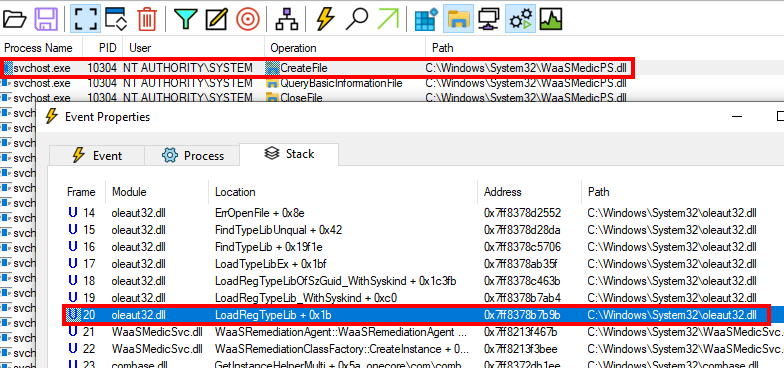 Process Name PID User Operation Path
svchost.exe 10304 NT AUTHORITY\SYSTEM CreateFile C:\Windows\System32\WaaSMedicPS.dll
svchost.exe 10304 NT AUTHORITY\SYSTEM QueryBasicInformationFile C:\Windows\System32\WaaSMedicPS.dll
svchost.exe 10304 NT AUTHORITY\SYSTEM CloseFile C:\Windows\System32\WaaSMedicPS.dll
Event Properties
Event Process Stack
Frame Module Location Address Path
U 14 oleaut32.dll ErrOpenFile + 0x8e 0x7ff8378d2552 C:\Windows\System32\oleaut32.dll
U 15 oleaut32.dll FindTypeLibUnqual + 0x42 0x7ff8378d28da C:\Windows\System32\oleaut32.dll
U 16 oleaut32.dll FindTypeLib + 0x19f1e 0x7ff8378c5706 C:\Windows\System32\oleaut32.dll
U 17 oleaut32.dll LoadTypeLibEx + 0x1bf 0x7ff8378ab35f C:\Windows\System32\oleaut32.dll
U 18 oleaut32.dll LoadRegTypeLibOfSzGuid_WithSyskind + 0x1c3fb 0x7ff8378c463b C:\Windows\System32\oleaut32.dll
U 19 oleaut32.dll LoadRegTypeLib_WithSyskind + 0xc0 0x7ff8378b7ab4 C:\Windows\System32\oleaut32.dll
U 20 oleaut32.dll LoadRegTypeLib + 0x1b 0x7ff8378b7b9b C:\Windows\System32\oleaut32.dll
U 21 WaaSMedicSvc.dll WaaSRemediationAgent::WaaSRemediationAgent ... 0x7ff8213f467b C:\Windows\System32\WaaSMedicSvc.
U 22 WaaSMedicSvc.dll WaaSRemediationClassFactory::CreateInstance + 0... 0x7ff8213f3bee C:\Windows\System32\WaaSMedicSvc.
U 23 combase.dll GetInstanceHelperMulti + 0x5a, onecore\com\comb... 0x7ff837dh1eee C:\Windows\System32\combase.dll